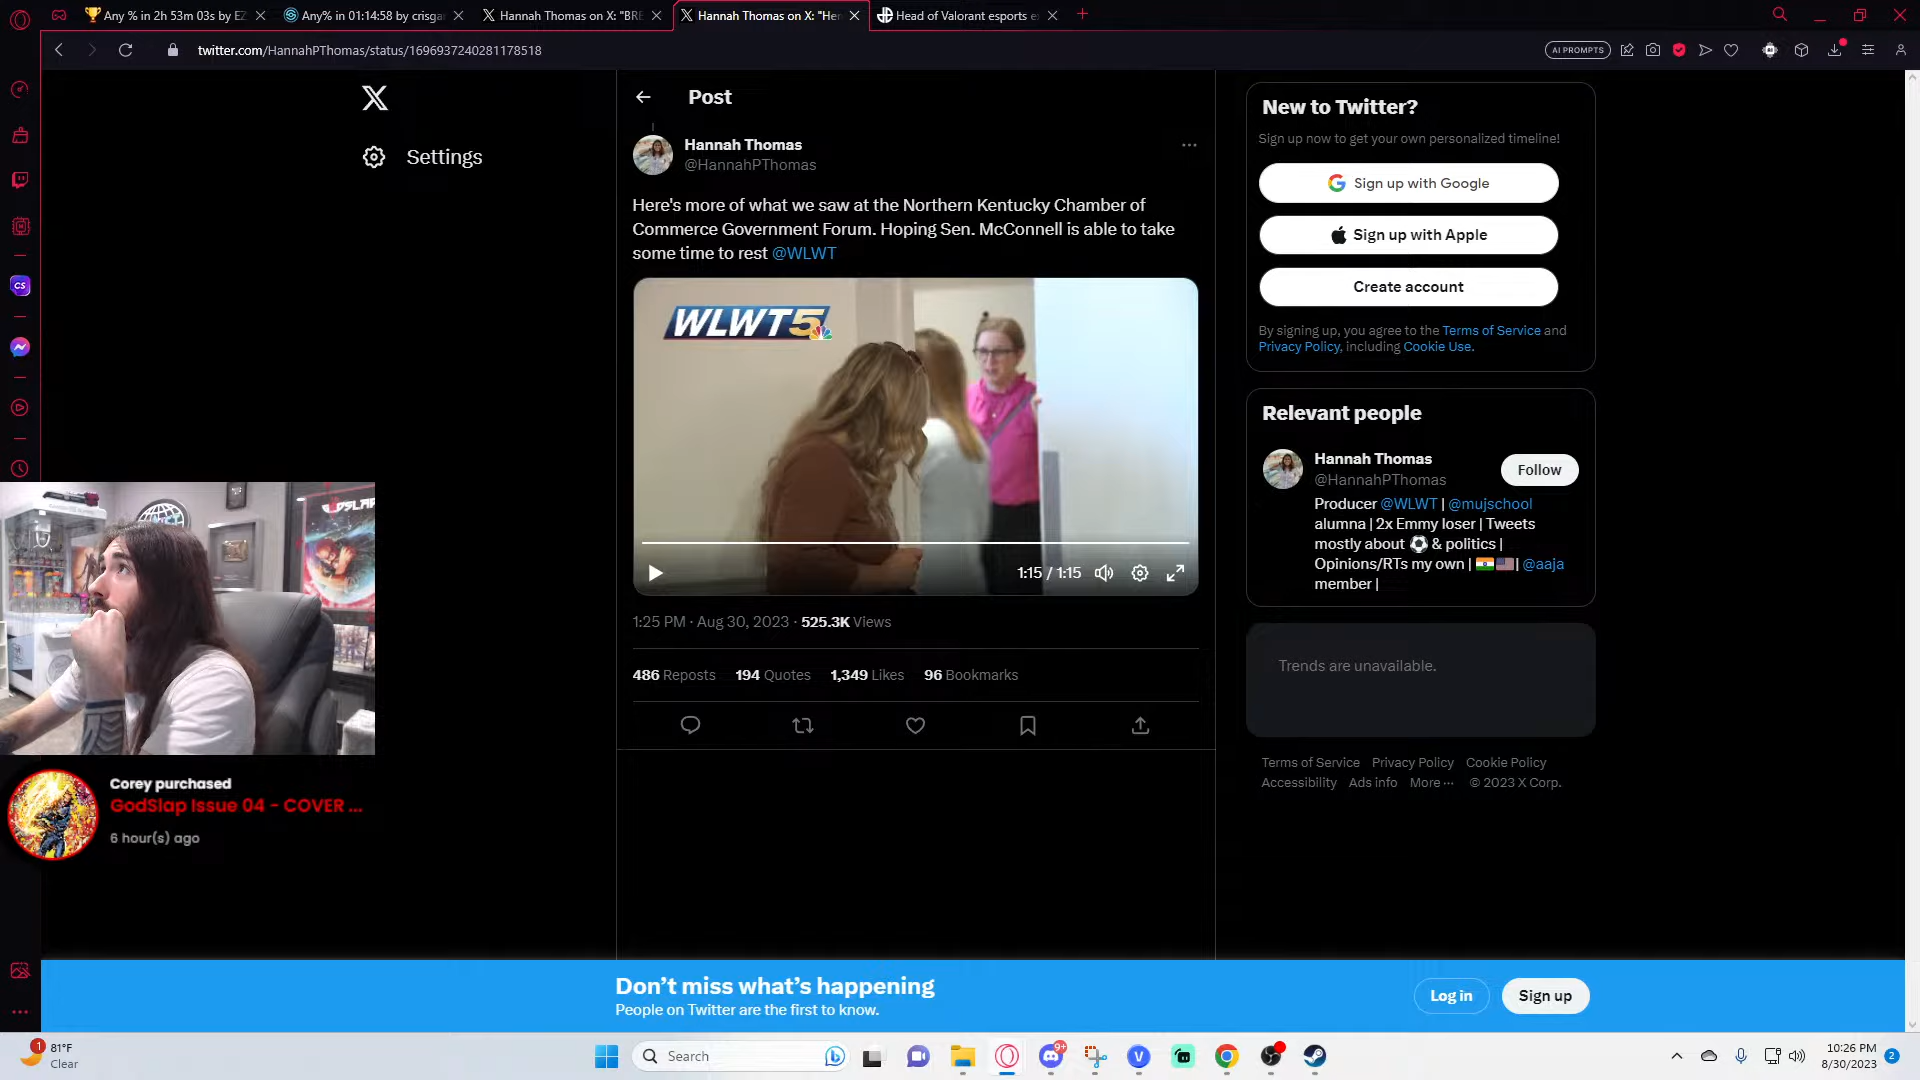 Any % in 2h 53m 03s by EZ
Any% in 01:14:58 by crisgar
Hannah Thomas on X: "BRE
Hannah Thomas on X: "Her
Head of Valorant esports e
twitter.com/HannahPThomas/status/1696937240281178518
AI PROMPTS
Settings
Post
Hannah Thomas
@HannahPThomas
Here's more of what we saw at the Northern Kentucky Chamber of
Commerce Government Forum. Hoping Sen. McConnell is able to take
some time to rest @WLWT
WLWT5
1:15 / 1:15
1:25 PM · Aug 30, 2023 · 525.3K Views
486 Reposts 194 Quotes 1,349 Likes 96 Bookmarks
New to Twitter?
Sign up now to get your own personalized timeline!
Sign up with Google
Sign up with Apple
Create account
By signing up, you agree to the Terms of Service and
Privacy Policy, including Cookie Use.
Relevant people
Hannah Thomas
@HannahPThomas
Follow
Producer @WLWT | @mujschool
alumna | 2x Emmy loser | Tweets
mostly about ⚽ & politics |
Opinions/RTs my own | 🇮🇳🇺🇸| @aaja
member |
Trends are unavailable.
Terms of Service Privacy Policy Cookie Policy
Accessibility Ads info More ··· © 2023 X Corp.
CS
Corey purchased
GodSlap Issue 04 - COVER ...
6 hour(s) ago
Don't miss what's happening
People on Twitter are the first to know.
Log in
Sign up
1
81°F
Clear
Search
9+
V
10:26 PM
8/30/2023
2